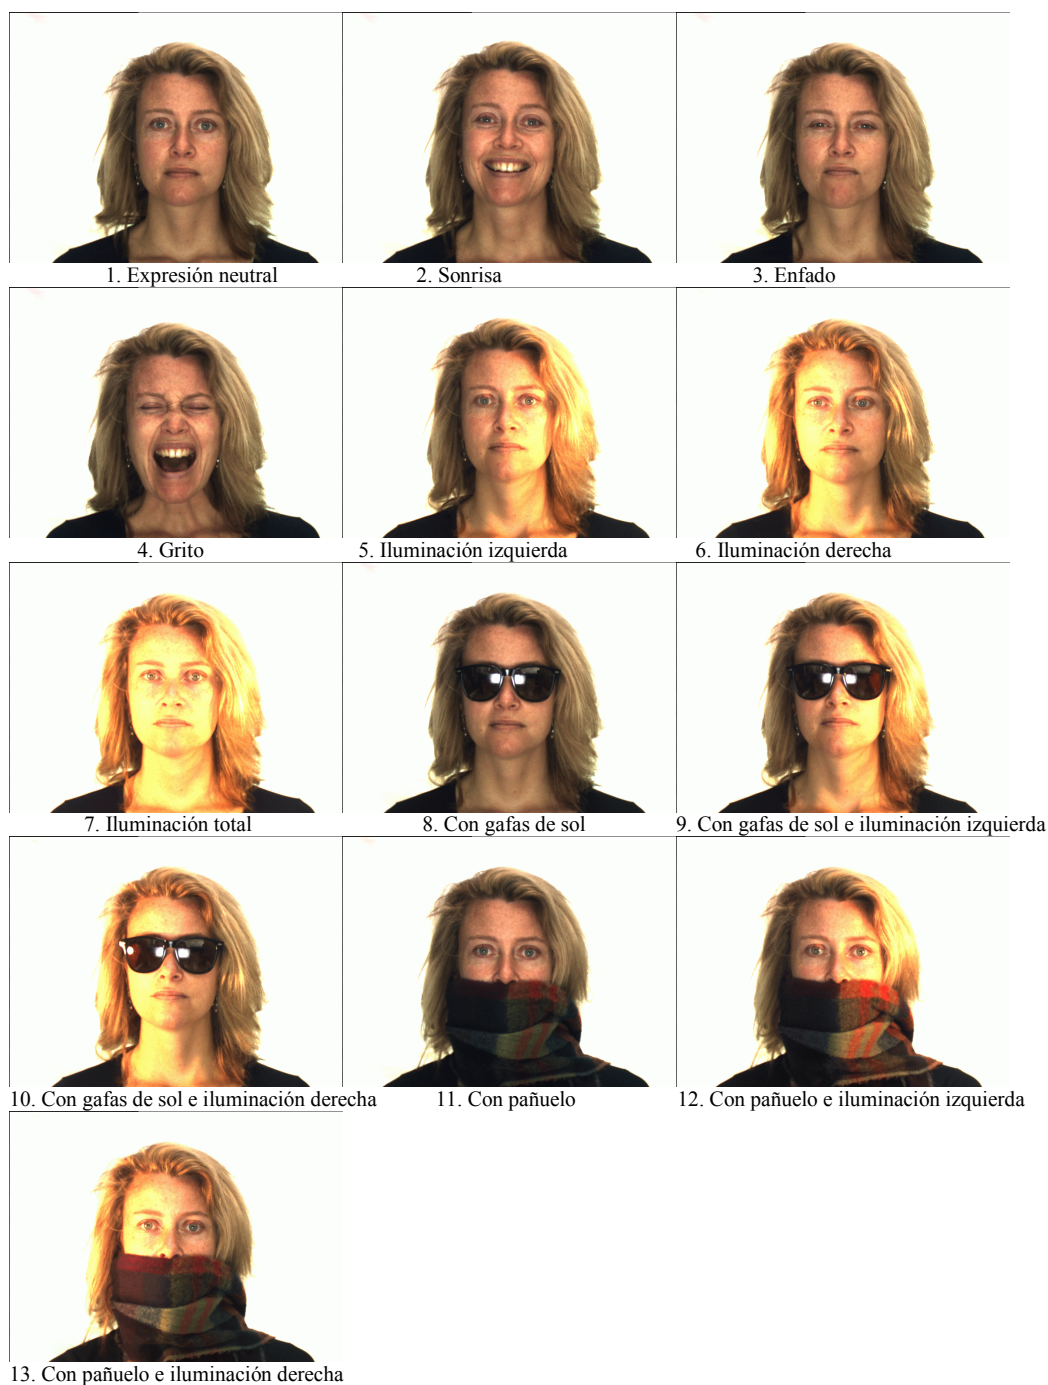 1. Expresión neutral
2. Sonrisa
3. Enfado
4. Grito
5. Iluminación izquierda
6. Iluminación derecha
7. Iluminación total
8. Con gafas de sol
9. Con gafas de sol e iluminación izquierda
10. Con gafas de sol e iluminación derecha
11. Con pañuelo
12. Con pañuelo e iluminación izquierda
13. Con pañuelo e iluminación derecha